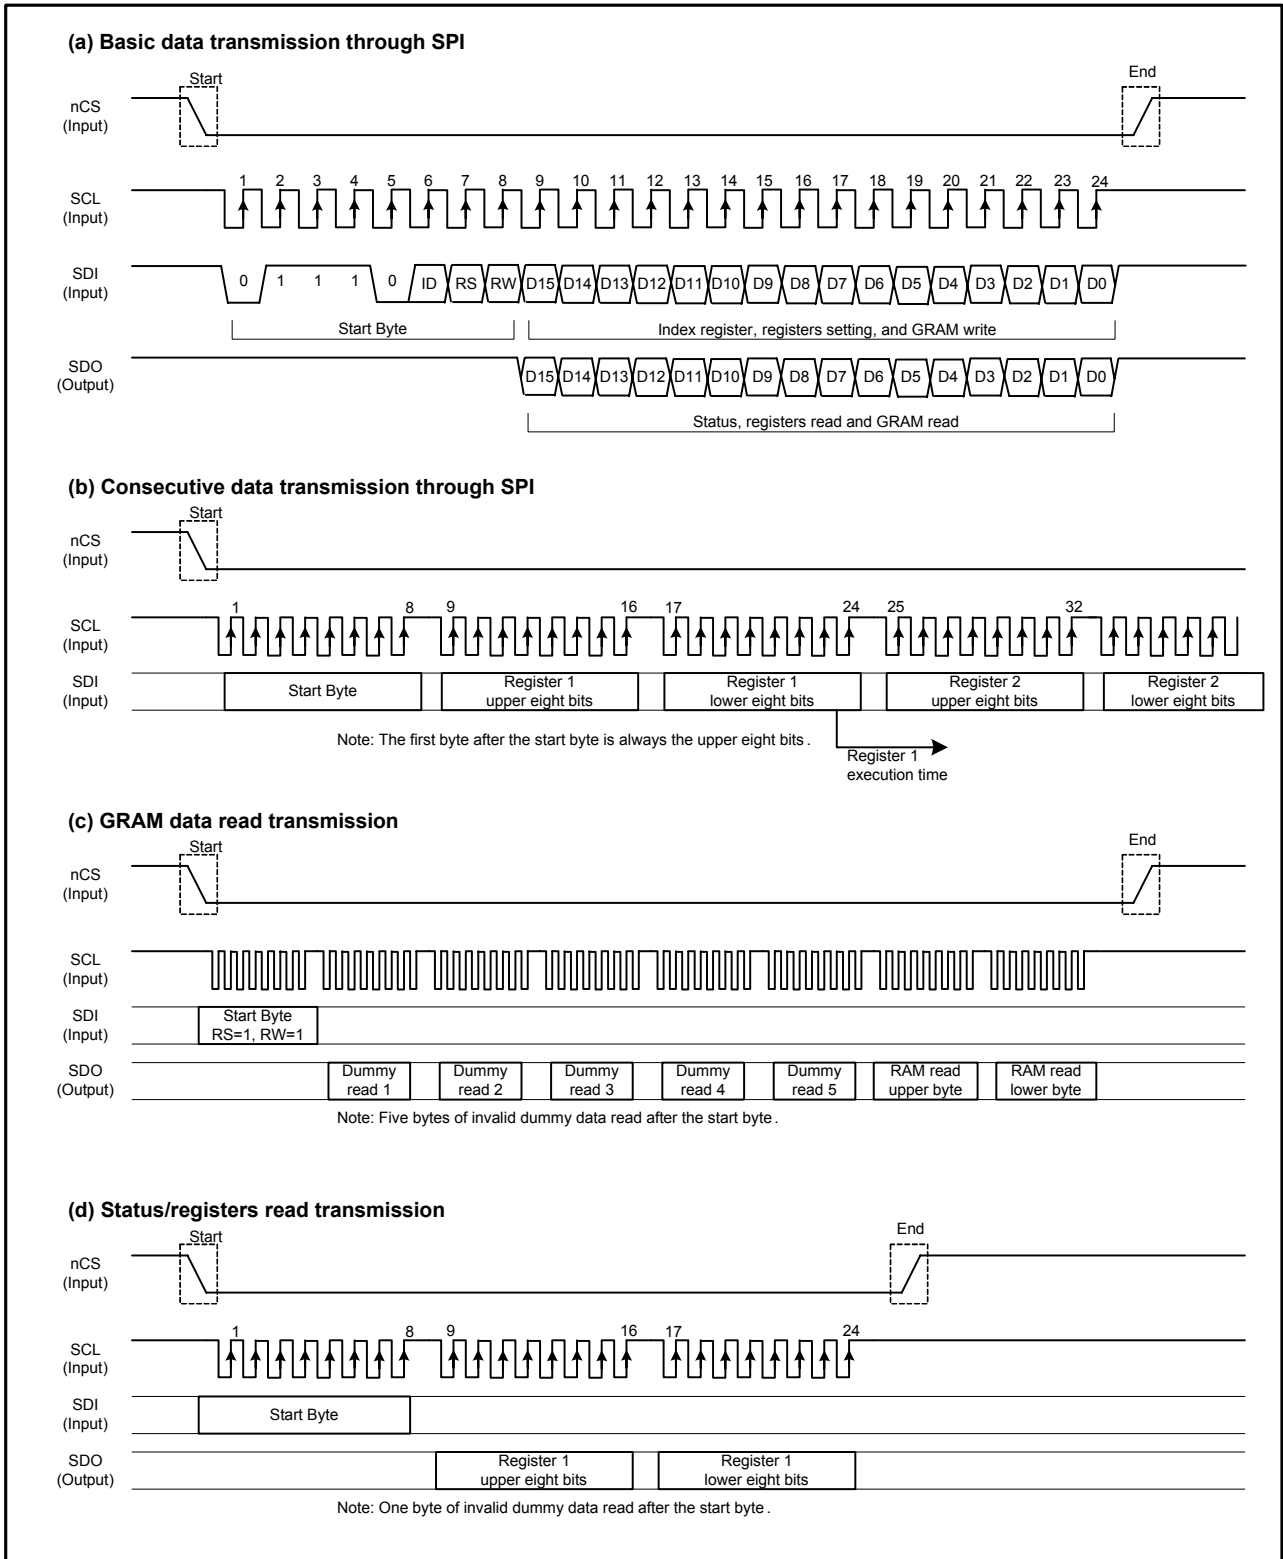 (a) Basic data transmission through SPI
Start
End
nCS
(Input)
1 2 3 4 5 6 7 8 9 10 11 12 13 14 15 16 17 18 19 20 21 22 23 24
SCL
(Input)
SDI
(Input)
0 1 1 1 0 ID RS RW D15 D14 D13 D12 D11 D10 D9 D8 D7 D6 D5 D4 D3 D2 D1 D0
Start Byte
Index register, registers setting, and GRAM write
SDO
(Output)
D15 D14 D13 D12 D11 D10 D9 D8 D7 D6 D5 D4 D3 D2 D1 D0
Status, registers read and GRAM read
(b) Consecutive data transmission through SPI
Start
nCS
(Input)
1 8 9 16 17 24 25 32
SCL
(Input)
SDI
(Input)
Start Byte
Register 1
upper eight bits
Register 1
lower eight bits
Register 2
upper eight bits
Register 2
lower eight bits
Note: The first byte after the start byte is always the upper eight bits.
Register 1
execution time
(c) GRAM data read transmission
Start
End
nCS
(Input)
SCL
(Input)
SDI
(Input)
Start Byte
RS=1, RW=1
SDO
(Output)
Dummy
read 1
Dummy
read 2
Dummy
read 3
Dummy
read 4
Dummy
read 5
RAM read
upper byte
RAM read
lower byte
Note: Five bytes of invalid dummy data read after the start byte.
(d) Status/registers read transmission
Start
End
nCS
(Input)
1 8 9 16 17 24
SCL
(Input)
SDI
(Input)
Start Byte
SDO
(Output)
Register 1
upper eight bits
Register 1
lower eight bits
Note: One byte of invalid dummy data read after the start byte.